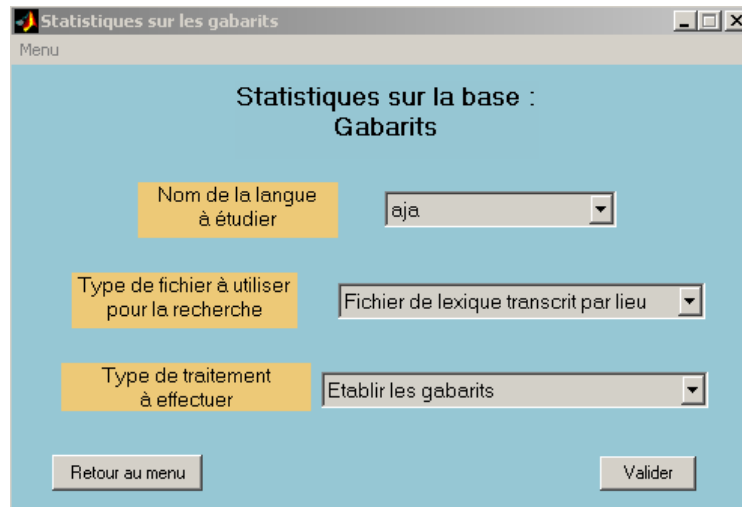 Statistiques sur les gabarits
Menu
Statistiques sur la base :
Gabarits
Nom de la langue
à étudier
aja
Type de fichier à utiliser
pour la recherche
Fichier de lexique transcrit par lieu
Type de traitement
à effectuer
Etablir les gabarits
Retour au menu
Valider